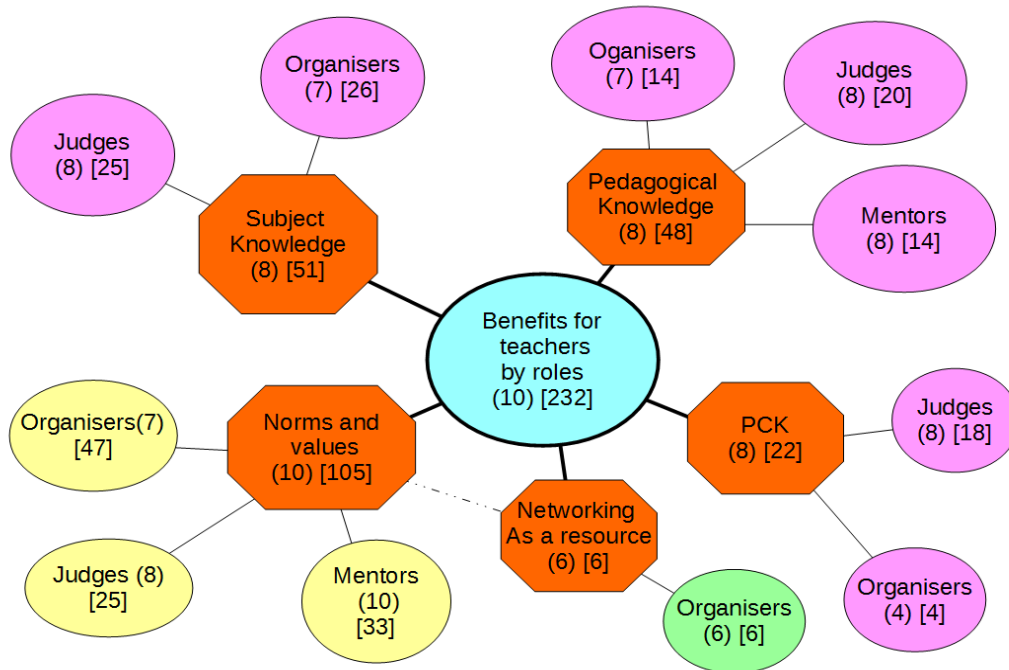 Organisers
(7) [26]
Oganisers
(7) [14]
Judges
(8) [20]
Judges
(8) [25]
Subject
Knowledge
(8) [51]
Pedagogical
Knowledge
(8) [48]
Mentors
(8) [14]
Benefits for
teachers
by roles
(10) [232]
Organisers(7)
[47]
Norms and
values
(10) [105]
PCK
(8) [22]
Judges
(8) [18]
Networking
As a resource
(6) [6]
Judges (8)
[25]
Mentors
(10)
[33]
Organisers
(6) [6]
Organisers
(4) [4]